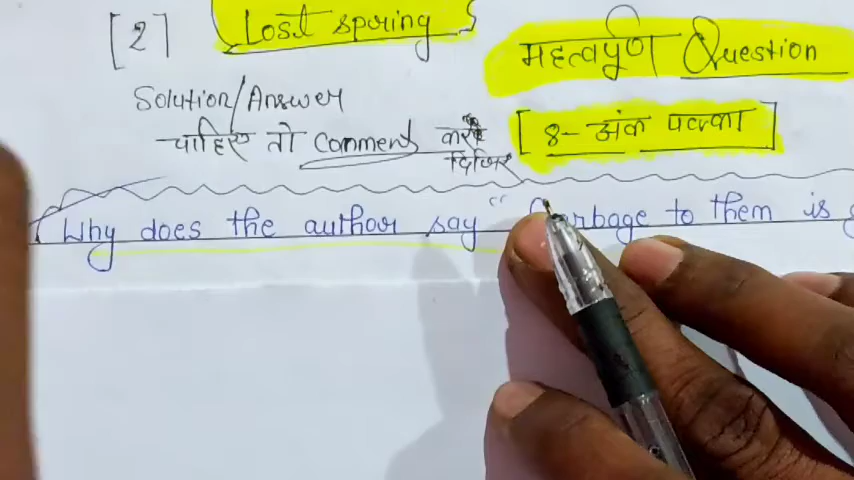 [2] Lost spring
महत्वपूर्ण Question
Solution/Answer
चाहिए तो Comment करके दिजिए
[8- अंक पक्का]
Why does the author say " Garbage to them is g